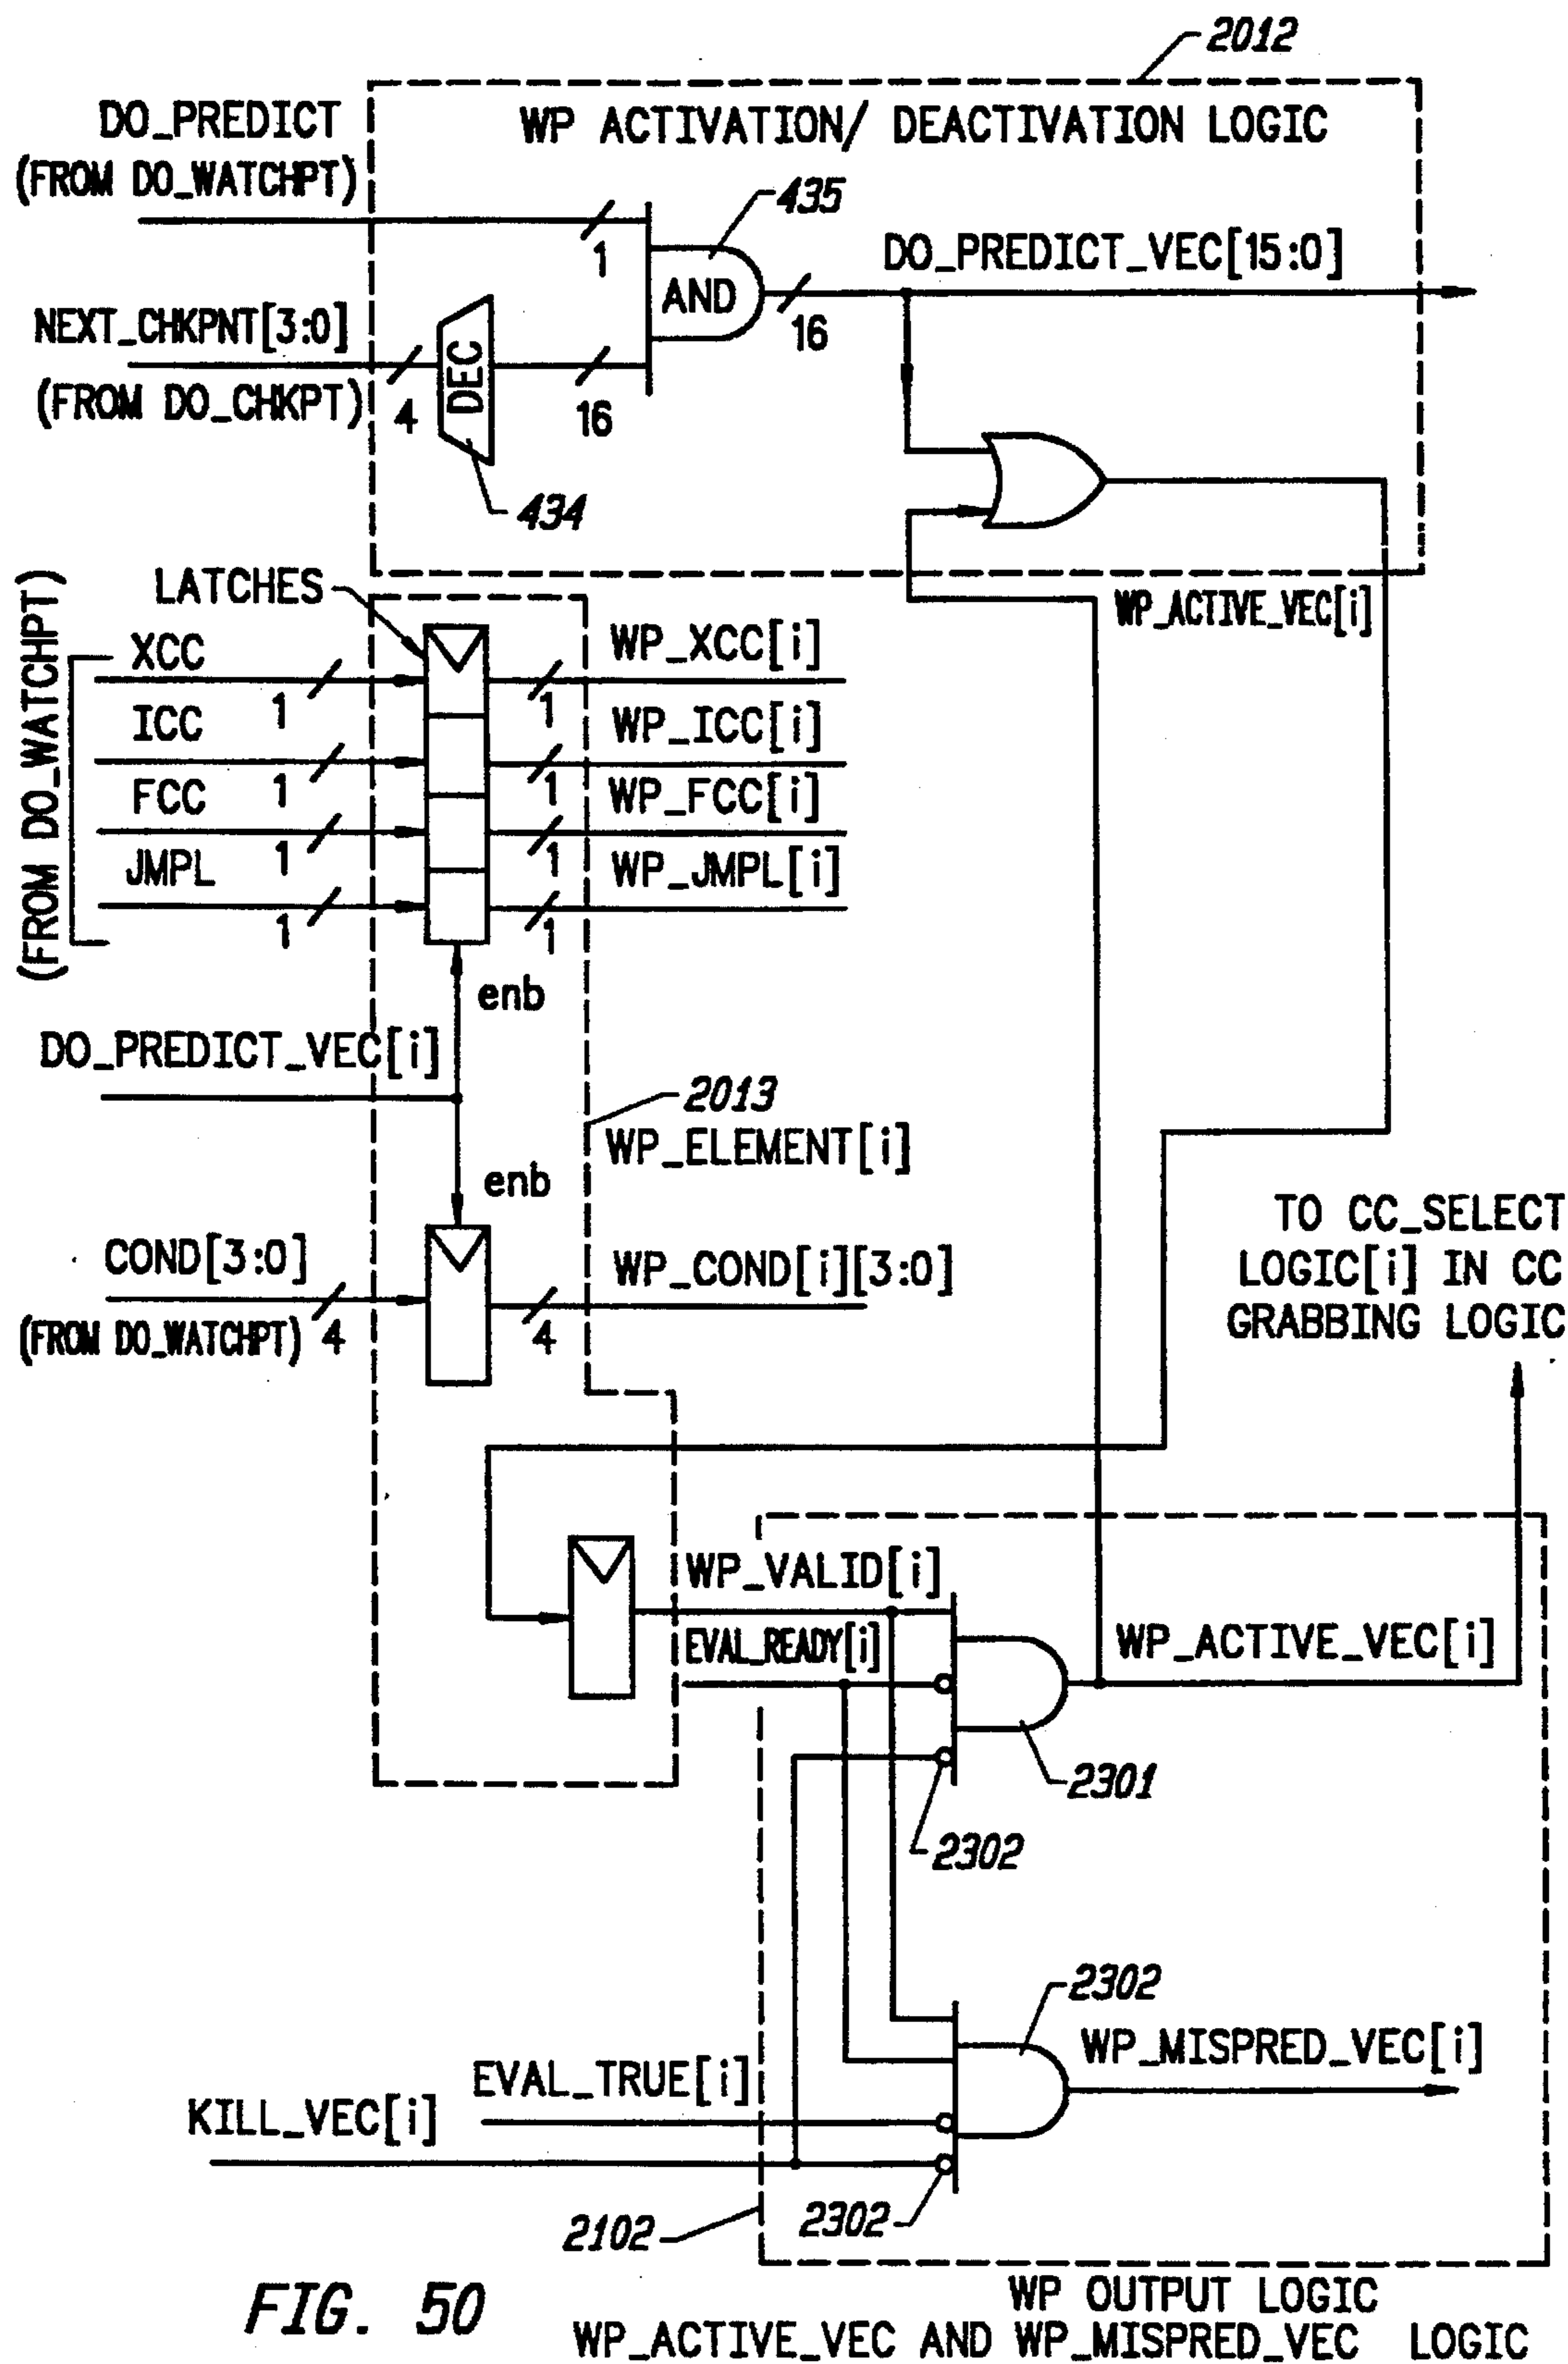 2012
DO_PREDICT
(FROM DO_WATCHPT)
WP ACTIVATION/ DEACTIVATION LOGIC
435
1
AND
16
DO_PREDICT_VEC[15:0]
NEXT_CHKPNT[3:0]
(FROM DO_CHKPT)
4
DEC
16
434
WP_ACTIVE_VEC[i]
LATCHES
(FROM DO_WATCHPT)
XCC
1
WP_XCC[i]
1
ICC
1
WP_ICC[i]
1
FCC
1
WP_FCC[i]
1
JMPL
1
WP_JMPL[i]
1
enb
DO_PREDICT_VEC[i]
2013
WP_ELEMENT[i]
enb
COND[3:0]
(FROM DO_WATCHPT)
4
WP_COND[i][3:0]
4
TO CC_SELECT
LOGIC[i] IN CC
GRABBING LOGIC
WP_VALID[i]
EVAL_READY[i]
WP_ACTIVE_VEC[i]
2301
2302
2302
WP_MISPRED_VEC[i]
EVAL_TRUE[i]
KILL_VEC[i]
2302
2102
WP OUTPUT LOGIC
WP_ACTIVE_VEC AND WP_MISPRED_VEC LOGIC
FIG. 50